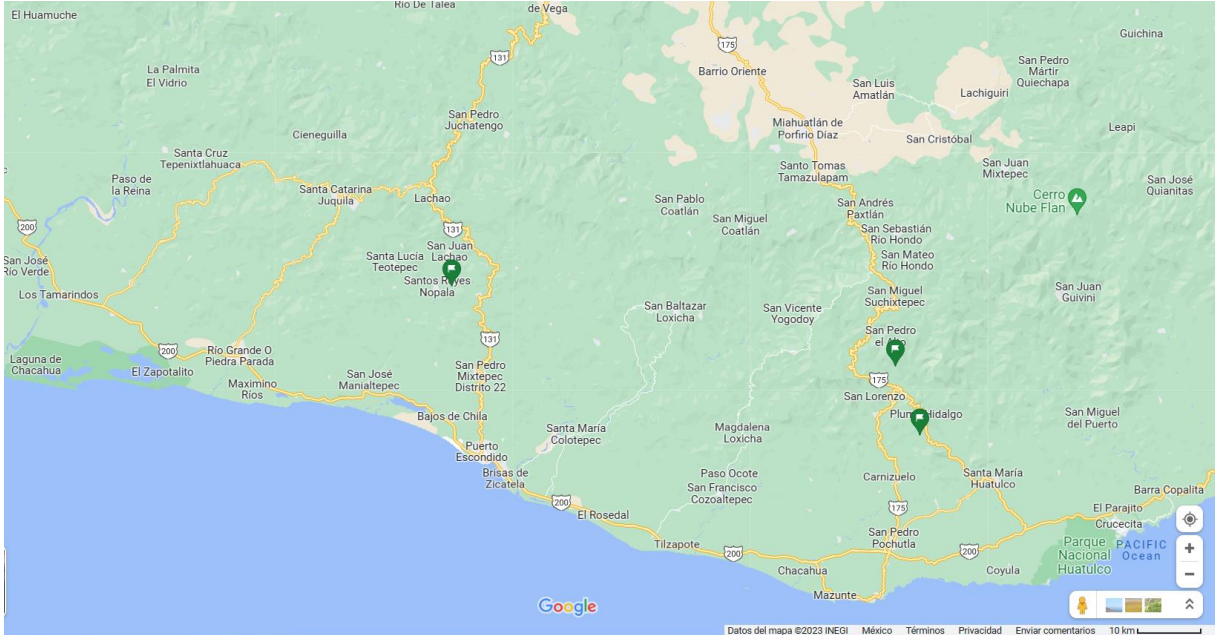 El Huamuche
Rio De Talea
de Vega
175
Guichina
131
La Palmita
El Vidrio
Barrio Oriente
San Luis
Amatlán
San Pedro
Mártir
Quiechapa
Lachiguiri
San Pedro
Juchatengo
Miahuatlán de
Porfirio Díaz
Leapi
Cieneguilla
San Cristóbal
Santa Cruz
Tepenixtlahuaca
Santo Tomas
Tamazulapam
San Juan
Mixtepec
Paso de
la Reina
Santa Catarina
Juquila
Lachao
San José
Quianitas
San Pablo
Coatlán
San Andrés
Paxtlán
Cerro
Nube Flan
200
131
San Miguel
Coatlán
San Sebastián
Rio Hondo
San Juan
Lachao
Santa Lucía
Teotepec
San Mateo
Río Hondo
San José
Río Verde
Santos Reyes
Nopala
Los Tamarindos
San Miguel
Suchixtepec
San Juan
Guivini
San Baltazar
Loxicha
San Vicente
Yogodoy
131
San Pedro
el Alto
200
Río Grande O
Piedra Parada
Laguna de
Chacahua
El Zapotalito
San Pedro
Mixtepec
Distrito 22
San José
Manialtepec
175
Maximino
Ríos
San Lorenzo
Pluma Hidalgo
San Miguel
del Puerto
Bajos de Chila
Santa María
Colotepec
Magdalena
Loxicha
Puerto
Escondido
Brisas de
Zicatela
Paso Ocote
San Francisco
Cozoaltepec
Carnizuelo
Santa María
Huatulco
Barra Copalita
200
175
El Parajito
Crucecita
El Rosedal
San Pedro
Pochutla
Tilzapote
200
200
Parque
Nacional
Huatulco
PACIFIC
Ocean
Chacahua
Coyula
Mazunte
Google
Datos del mapa ©2023 INEGI México Términos Privacidad Enviar comentarios 10 km